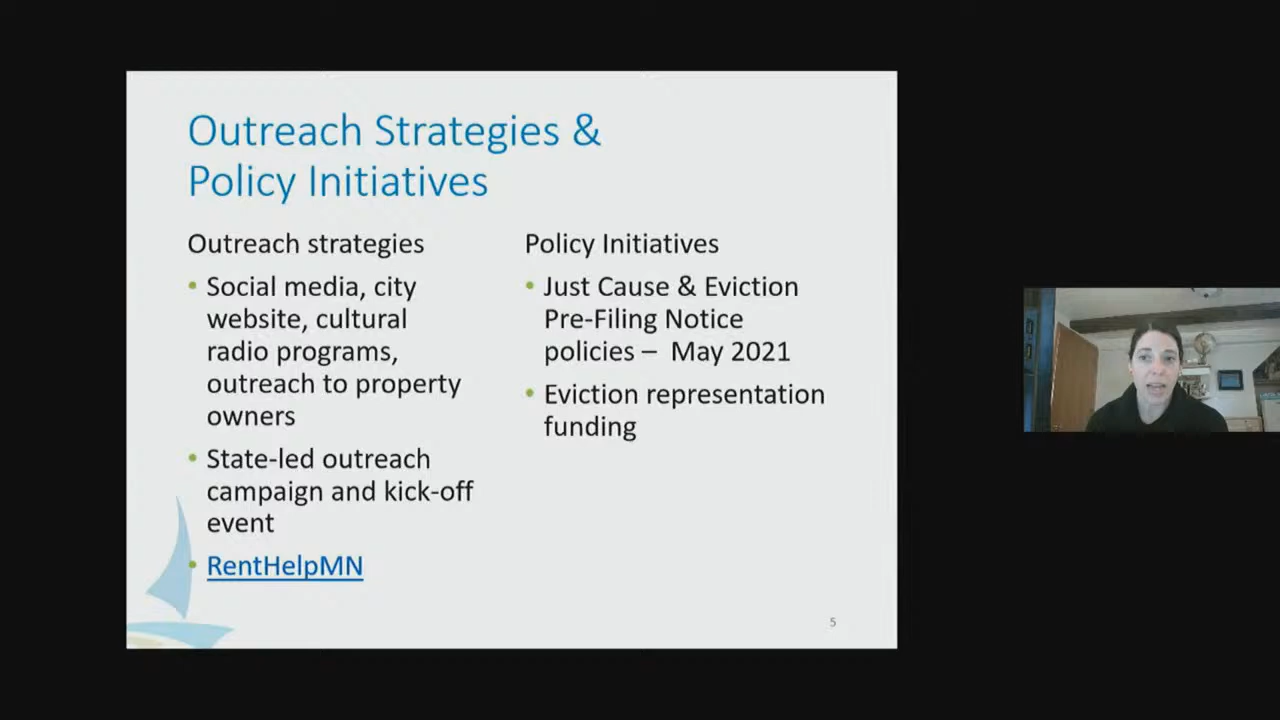 Outreach Strategies &
Policy Initiatives
Outreach strategies
• Social media, city
website, cultural
radio programs,
outreach to property
owners
• State-led outreach
campaign and kick-off
event
• RentHelpMN
Policy Initiatives
• Just Cause & Eviction
Pre-Filing Notice
policies – May 2021
• Eviction representation
funding
5